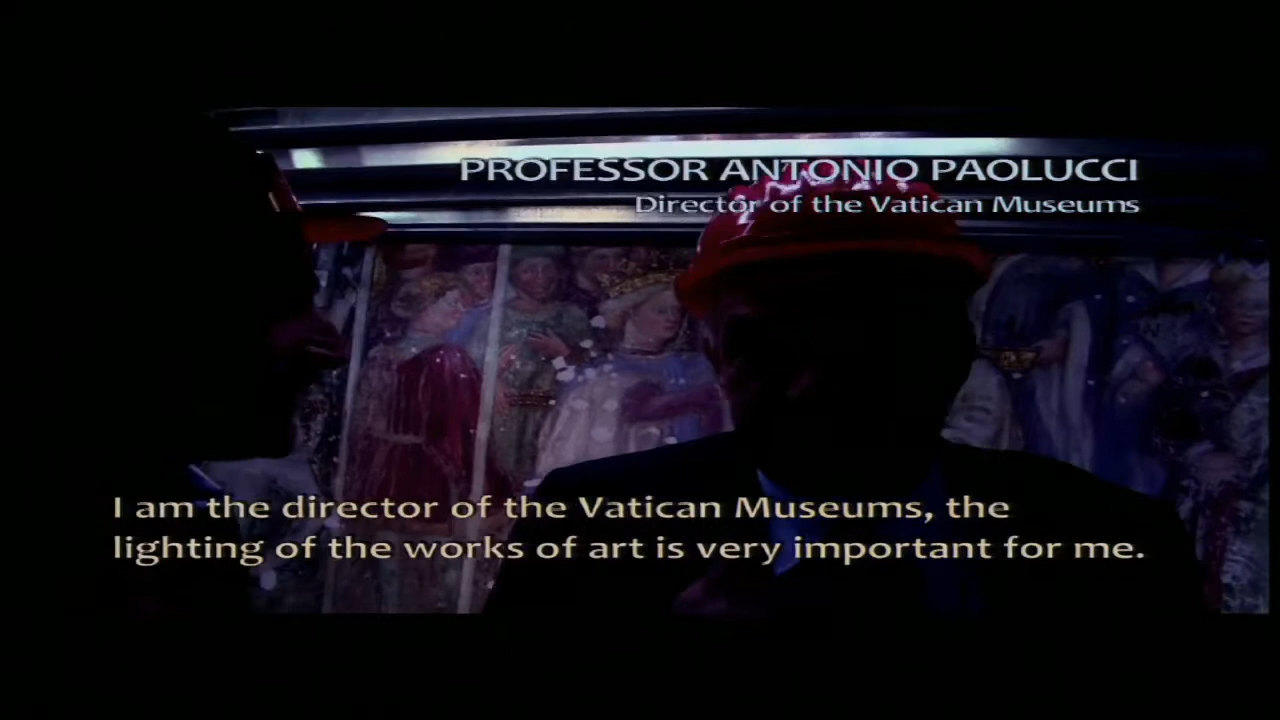 PROFESSOR ANTONIO PAOLUCCI
Director of the Vatican Museums
I am the director of the Vatican Museums, the
lighting of the works of art is very important for me.